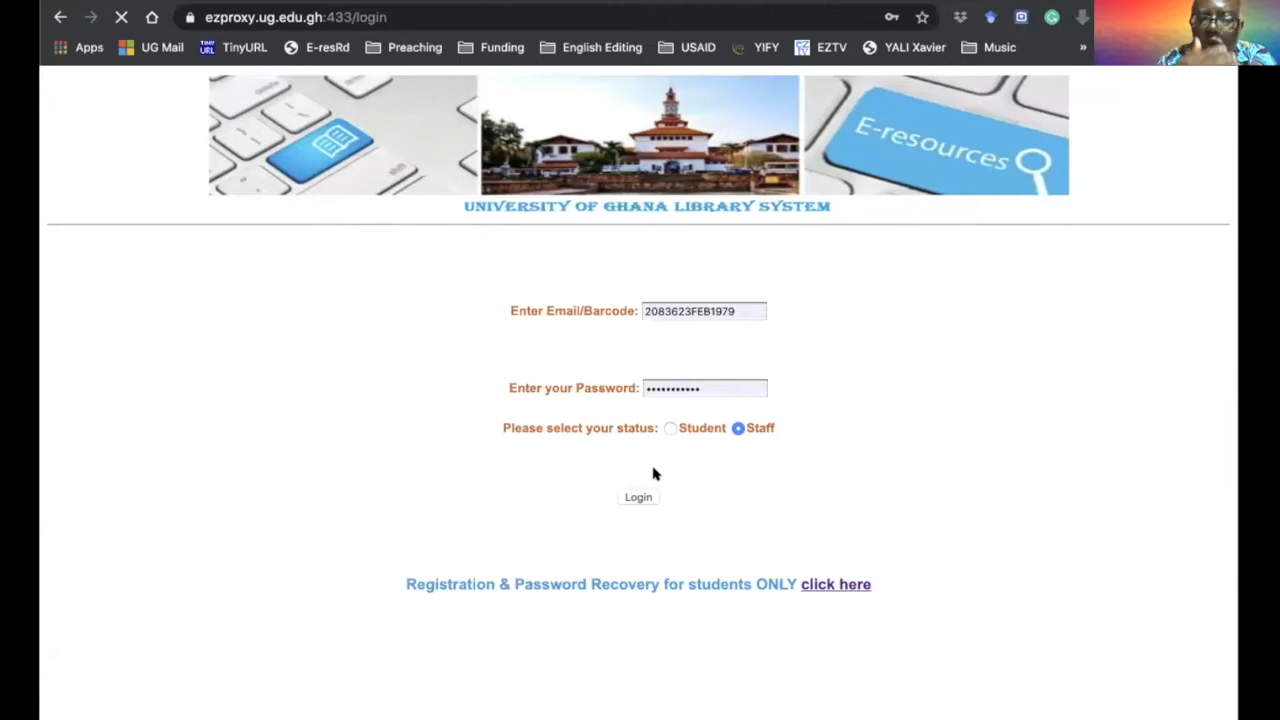 ezproxy.ug.edu.gh:433/login
Apps UG Mail TINY URL TinyURL E-resRd Preaching Funding English Editing USAID YIFY EZTV YALI Xavier Music »
E-resources
UNIVERSITY OF GHANA LIBRARY SYSTEM
Enter Email/Barcode: 2083623FEB1979
Enter your Password: •••••••••••
Please select your status: Student Staff
Login
Registration & Password Recovery for students ONLY click here